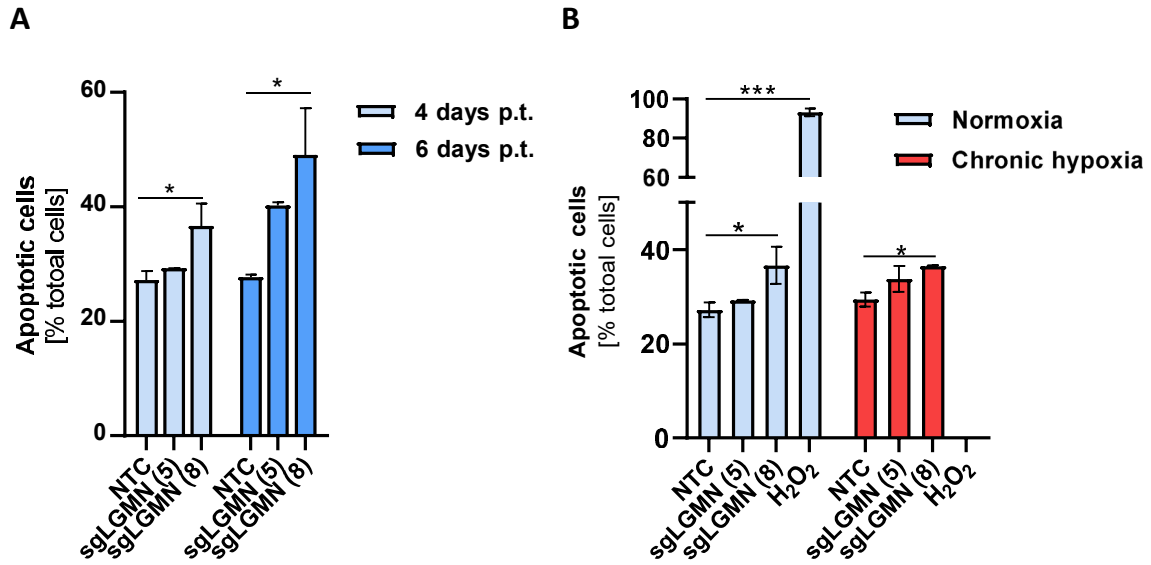 A
B
60
40
20
0
Apoptotic cells
[% totoal cells]
*
*
4 days p.t.
6 days p.t.
NTC
sgLGMN (5)
sgLGMN (8)
NTC
sgLGMN (5)
sgLGMN (8)
100
80
60
40
20
0
Apoptotic cells
[% totoal cells]
***
*
*
Normoxia
Chronic hypoxia
NTC
sgLGMN (5)
sgLGMN (8)
H₂O₂
NTC
sgLGMN (5)
sgLGMN (8)
H₂O₂